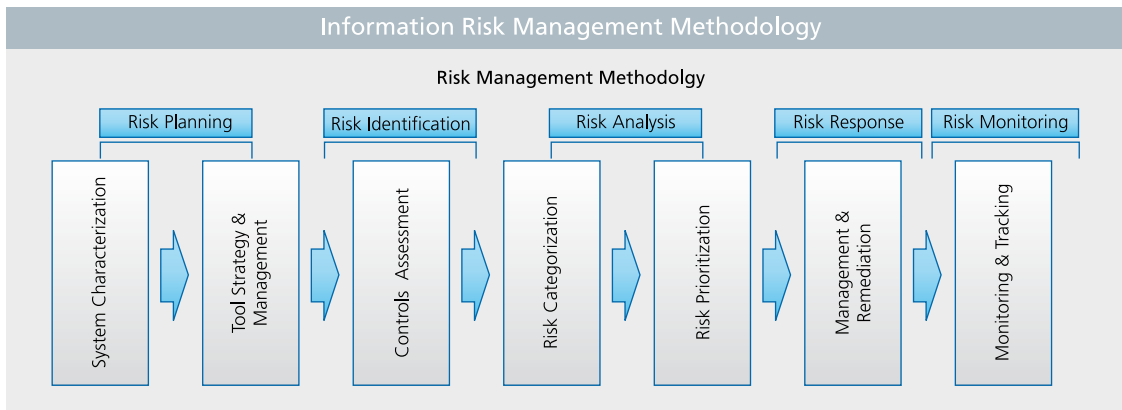 Information Risk Management Methodology
Risk Management Methodolgy
Risk Planning
Risk Identification
Risk Analysis
Risk Response
Risk Monitoring
System Characterization
Tool Strategy &
Management
Controls Assessment
Risk Categorization
Risk Prioritization
Management &
Remediation
Monitoring & Tracking